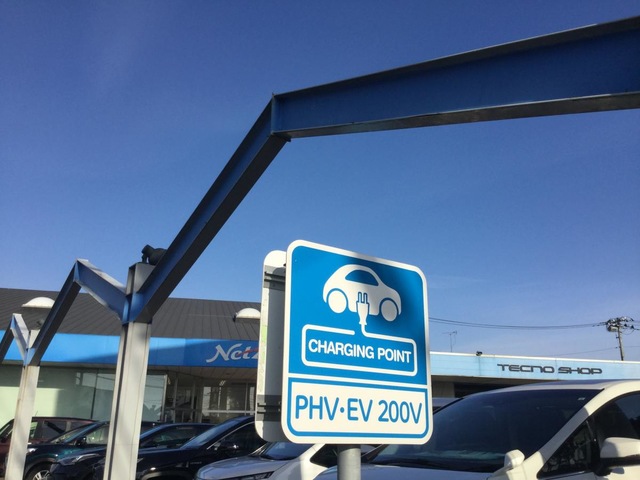 CHARGING POINT
PHV・EV 200V
TECNO SHOP